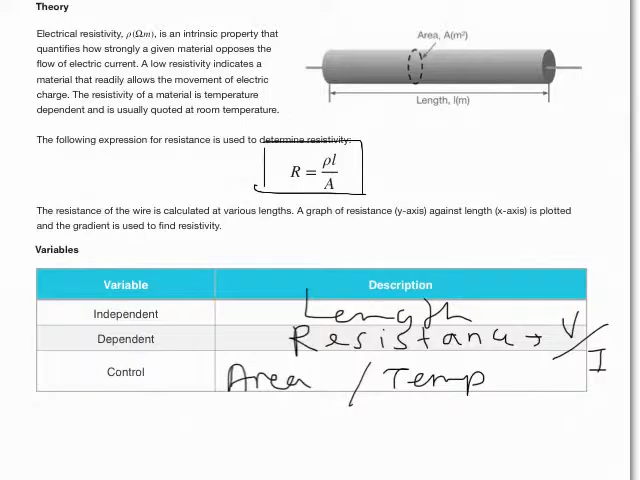 Theory
Electrical resistivity, ρ(Ωm), is an intrinsic property that
quantifies how strongly a given material opposes the
flow of electric current. A low resistivity indicates a
material that readily allows the movement of electric
charge. The resistivity of a material is temperature
dependent and is usually quoted at room temperature.
Area, A(m²)
Length, l(m)
The following expression for resistance is used to determine resistivity:
R = ρl/A
The resistance of the wire is calculated at various lengths. A graph of resistance (y-axis) against length (x-axis) is plotted
and the gradient is used to find resistivity.
Variables
Variable Description
Independent Length
Dependent Resistance → V/I
Control Area / Temp